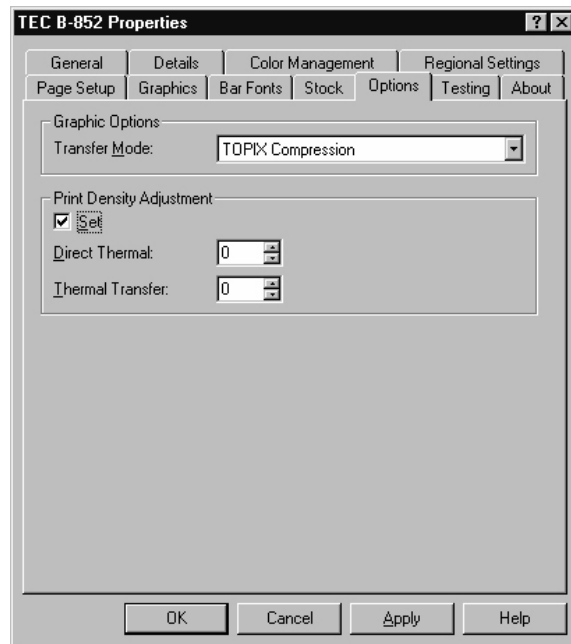 TEC B-852 Properties
General Details Color Management Regional Settings
Page Setup Graphics Bar Fonts Stock Options Testing About
Graphic Options
Transfer Mode: TOPIX Compression
Print Density Adjustment
Set
Direct Thermal: 0
Thermal Transfer: 0
OK Cancel Apply Help